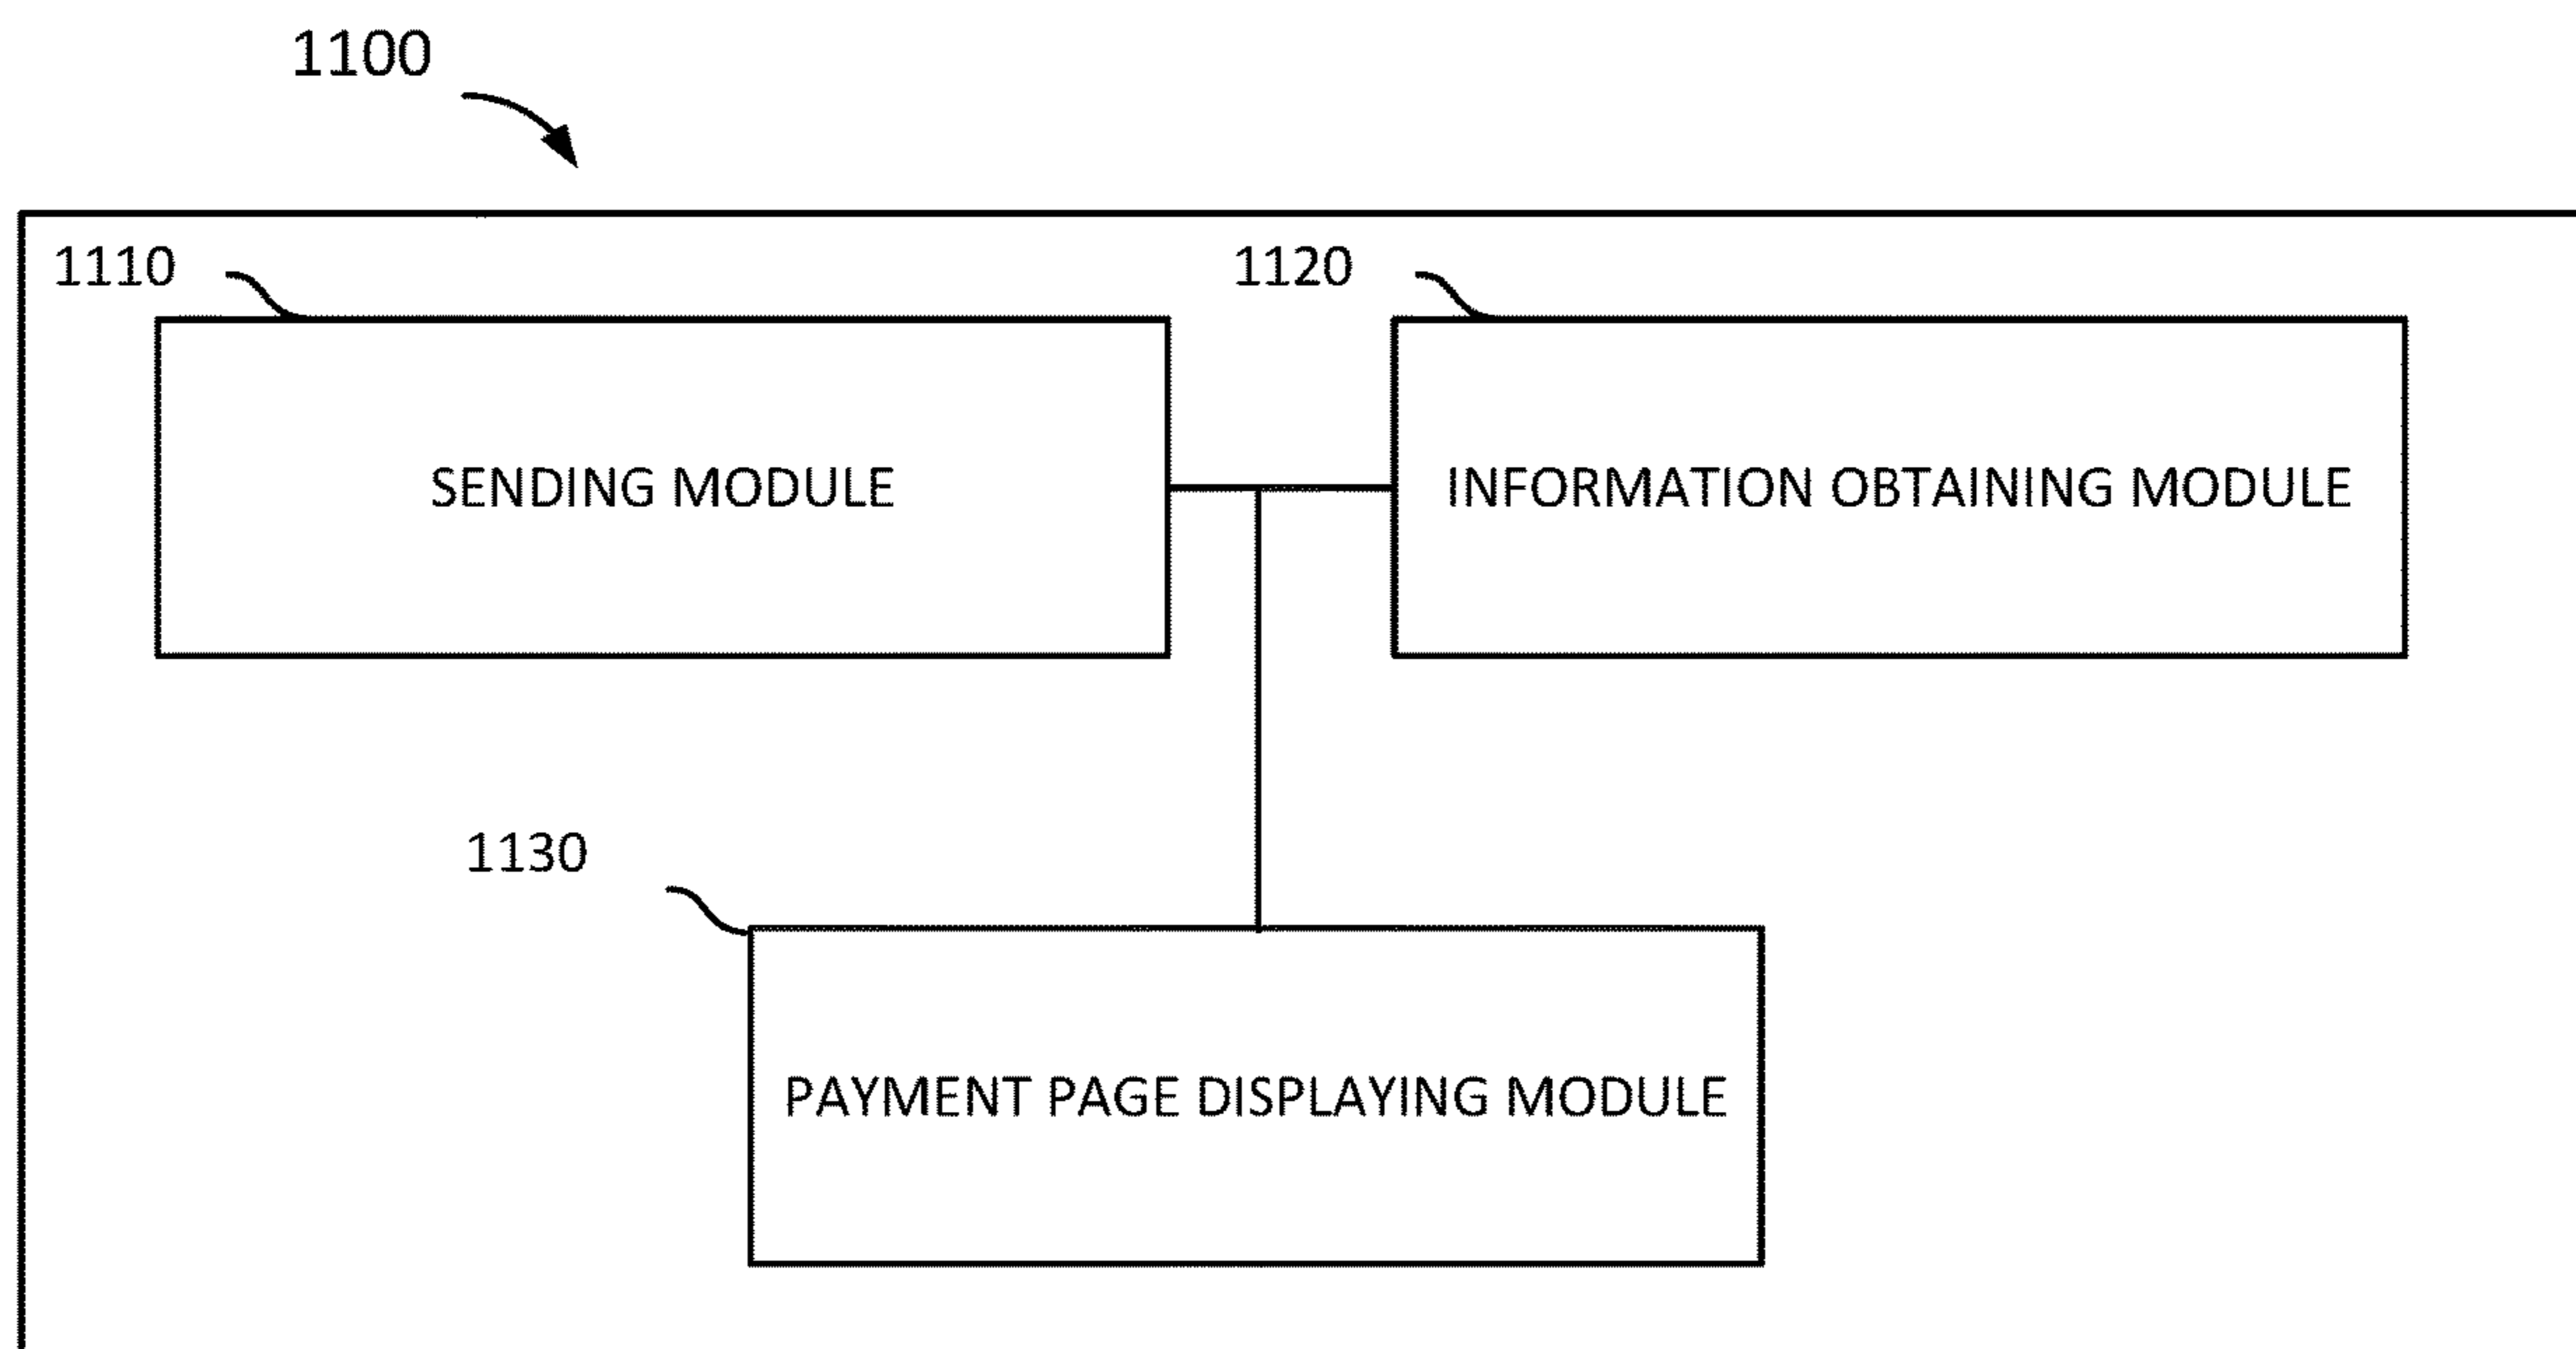 1100
1110
1120
SENDING MODULE
INFORMATION OBTAINING MODULE
1130
PAYMENT PAGE DISPLAYING MODULE